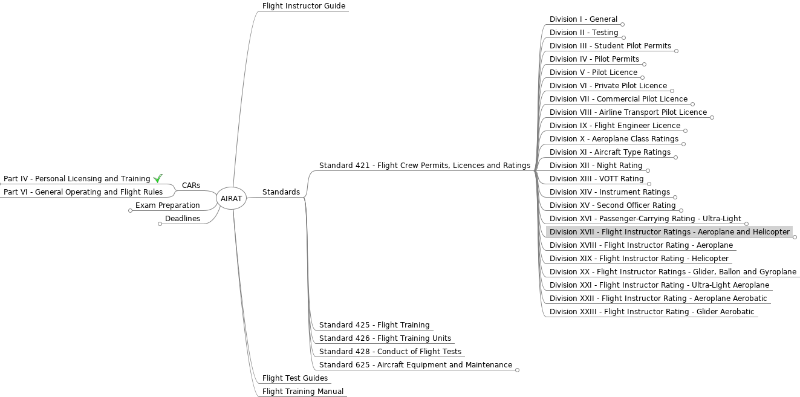 Flight Instructor Guide
Division I - General
Division II - Testing
Division III - Student Pilot Permits
Division IV - Pilot Permits
Division V - Pilot Licence
Division VI - Private Pilot Licence
Division VII - Commercial Pilot Licence
Division VIII - Airline Transport Pilot Licence
Division IX - Flight Engineer Licence
Division X - Aeroplane Class Ratings
Division XI - Aircraft Type Ratings
Standard 421 - Flight Crew Permits, Licences and Ratings
Division XII - Night Rating
Part IV - Personal Licensing and Training
Division XIII - VOTT Rating
CARs
Part VI - General Operating and Flight Rules
Standards
Division XIV - Instrument Ratings
AIRAT
Exam Preparation
Division XV - Second Officer Rating
Deadlines
Division XVI - Passenger-Carrying Rating - Ultra-Light
Division XVII - Flight Instructor Ratings - Aeroplane and Helicopter
Division XVIII - Flight Instructor Rating - Aeroplane
Division XIX - Flight Instructor Rating - Helicopter
Division XX - Flight Instructor Ratings - Glider, Ballon and Gyroplane
Division XXI - Flight Instructor Rating - Ultra-Light Aeroplane
Division XXII - Flight Instructor Rating - Aeroplane Aerobatic
Division XXIII - Flight Instructor Rating - Glider Aerobatic
Standard 425 - Flight Training
Standard 426 - Flight Training Units
Standard 428 - Conduct of Flight Tests
Standard 625 - Aircraft Equipment and Maintenance
Flight Test Guides
Flight Training Manual